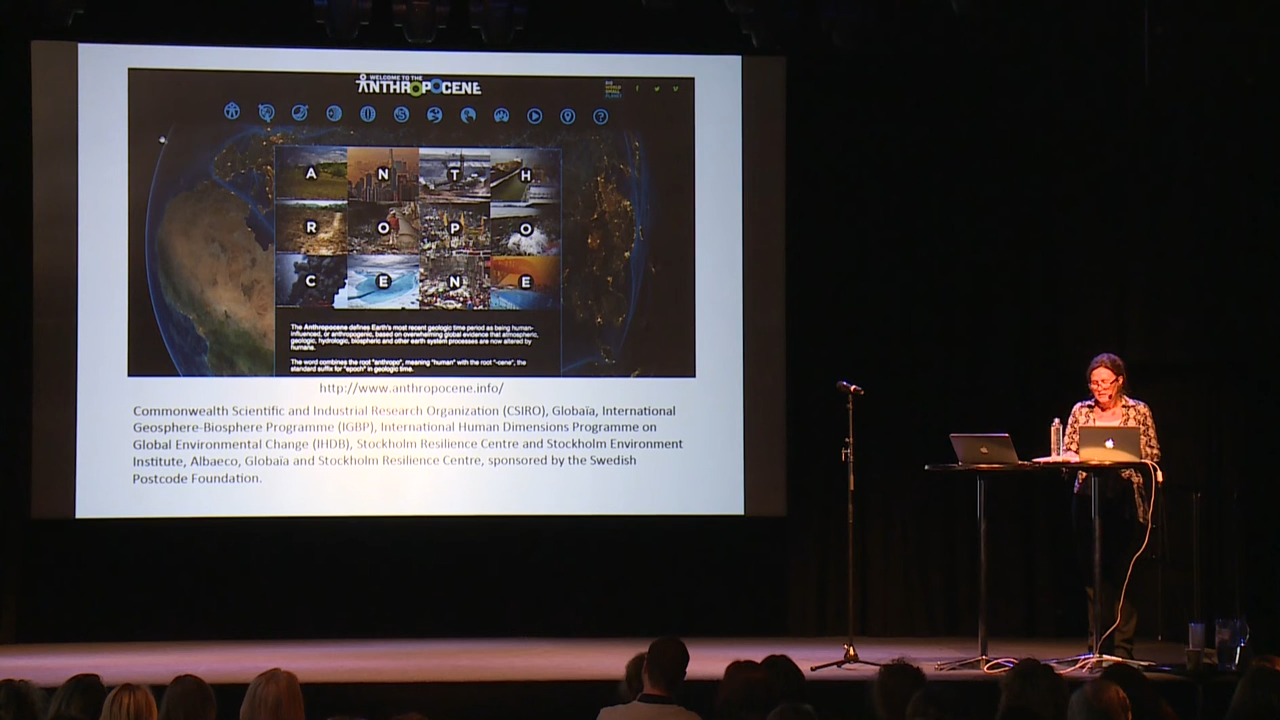 WELCOME TO THE
ANTHROPOCENE
A N T H
R O P O
C E N E
The Anthropocene defines Earth's most recent geologic time period as being human-
influenced, or anthropogenic, based on overwhelming global evidence that atmospheric,
geologic, hydrologic, biospheric and other earth system processes are now altered by
humans.
The word combines the root "anthropo", meaning "human" with the root "-cene", the
standard suffix for "epoch" in geologic time.
http://www.anthropocene.info/
Commonwealth Scientific and Industrial Research Organization (CSIRO), Globaïa, International
Geosphere-Biosphere Programme (IGBP), International Human Dimensions Programme on
Global Environmental Change (IHDB), Stockholm Resilience Centre and Stockholm Environment
Institute, Albaeco, Globaïa and Stockholm Resilience Centre, sponsored by the Swedish
Postcode Foundation.